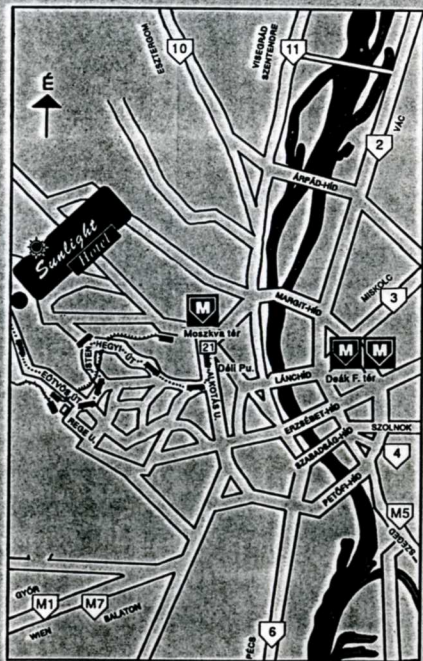 ESZTERGOM
10
VISEGRÁD
SZENTENDRE
11
VÁC
2
É
ÁRPÁD-HÍD
Sunlight
Hotel
MARGIT-HÍD
MISKOLC
3
M
Moszkva tér
21
M M
Deák F. tér
ISTEN-
HEGYI-ÚT
Déli Pu.
LÁNCHÍD
ALKOTÁS U.
EÖTVÖS ÚT
REGE U.
ERZSÉBET-HÍD
SZABADSÁG-HÍD
SZOLNOK
4
PETŐFI-HÍD
M5
SZEGED
GYŐR
M1
M7
WIEN
BALATON
PÉCS
6